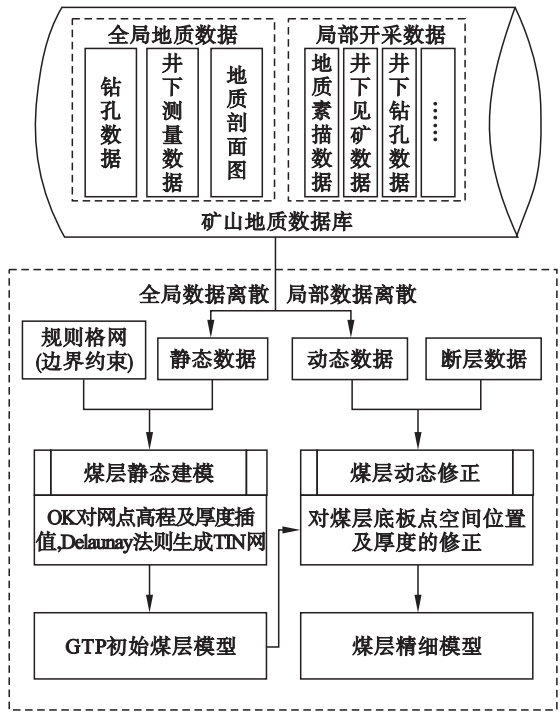 全局地质数据
局部开采数据
钻孔数据
井下测量数据
地质剖面图
地质素描数据
井下见矿数据
井下钻孔数据
……
矿山地质数据库
全局数据离散
局部数据离散
规则格网
(边界约束)
静态数据
动态数据
断层数据
煤层静态建模
OK对网点高程及厚度插
值,Delaunay法则生成TIN网
煤层动态修正
对煤层底板点空间位置
及厚度的修正
GTP初始煤层模型
煤层精细模型